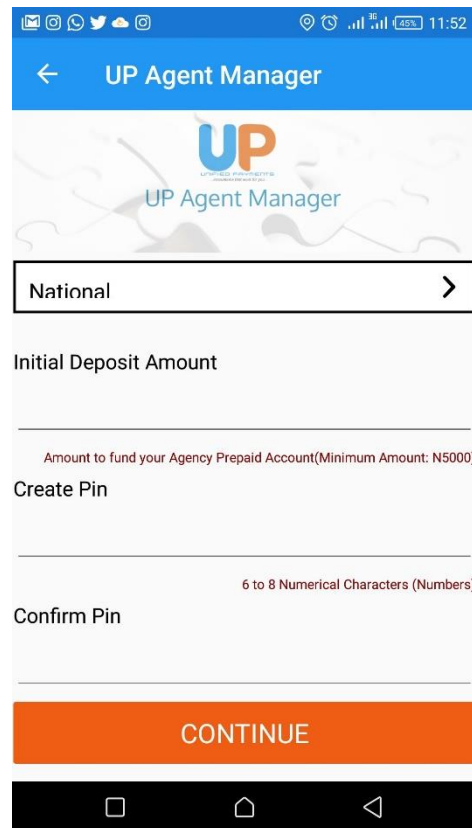 3G
45% 11:52
UP Agent Manager
UP
UNIFIED PAYMENTS
UP Agent Manager
National
Initial Deposit Amount
Amount to fund your Agency Prepaid Account(Minimum Amount: N5000)
Create Pin
6 to 8 Numerical Characters (Numbers)
Confirm Pin
CONTINUE